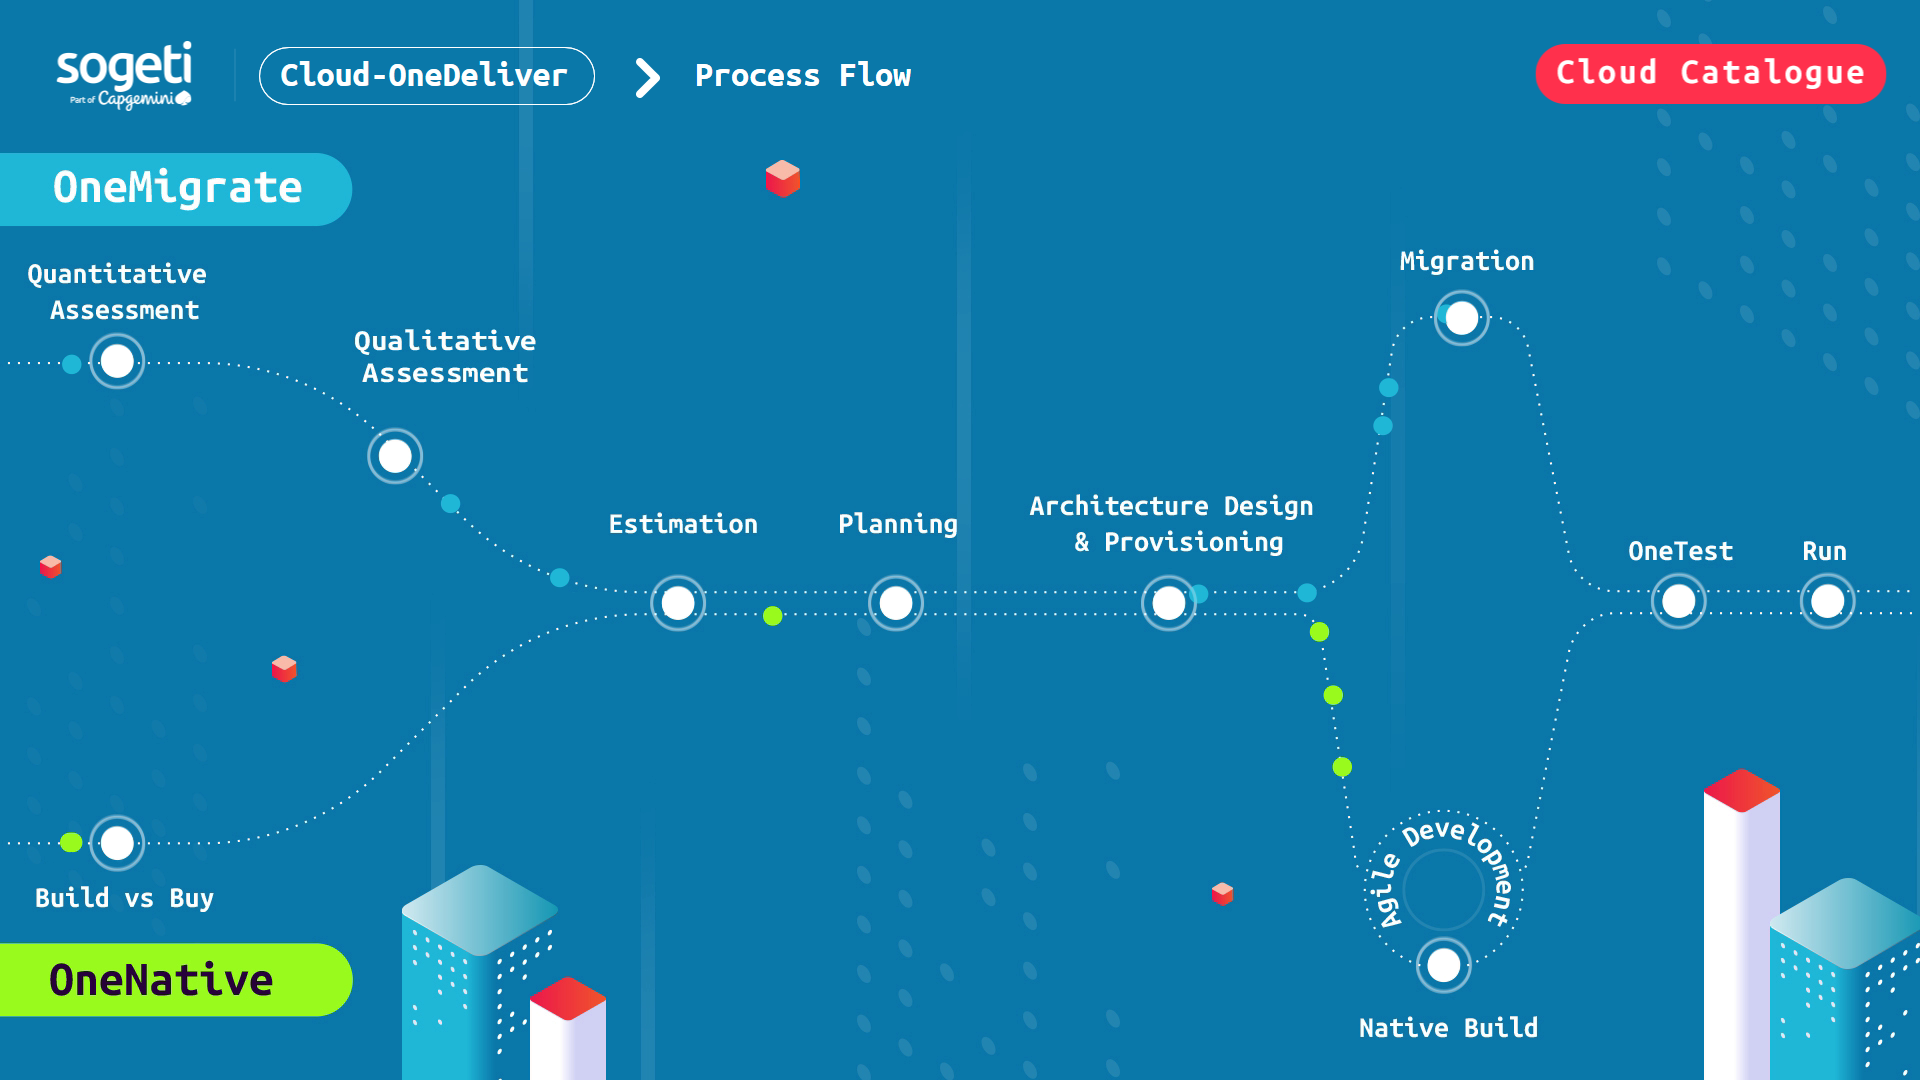 sogeti
Part of Capgemini
Cloud-OneDeliver
Process Flow
Cloud Catalogue
OneMigrate
Quantitative
Assessment
Qualitative
Assessment
Migration
Estimation
Planning
Architecture Design
& Provisioning
OneTest
Run
Agile Development
Build vs Buy
OneNative
Native Build